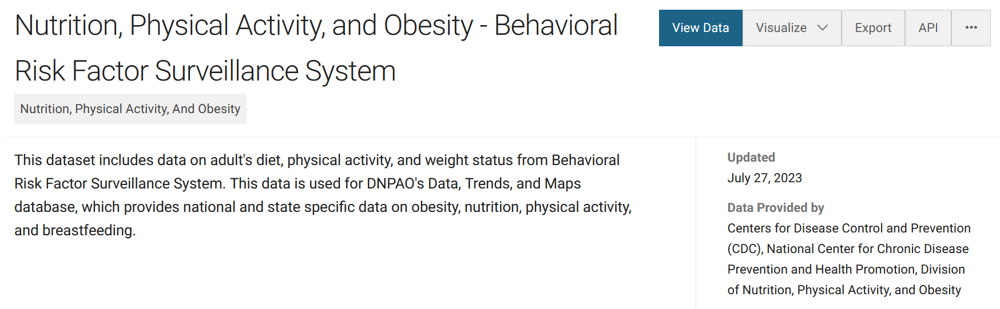 Nutrition, Physical Activity, and Obesity - Behavioral
Risk Factor Surveillance System
View Data
Visualize
Export
API
Nutrition, Physical Activity, And Obesity
This dataset includes data on adult's diet, physical activity, and weight status from Behavioral
Risk Factor Surveillance System. This data is used for DNPAO's Data, Trends, and Maps
database, which provides national and state specific data on obesity, nutrition, physical activity,
and breastfeeding.
Updated
July 27, 2023
Data Provided by
Centers for Disease Control and Prevention
(CDC), National Center for Chronic Disease
Prevention and Health Promotion, Division
of Nutrition, Physical Activity, and Obesity